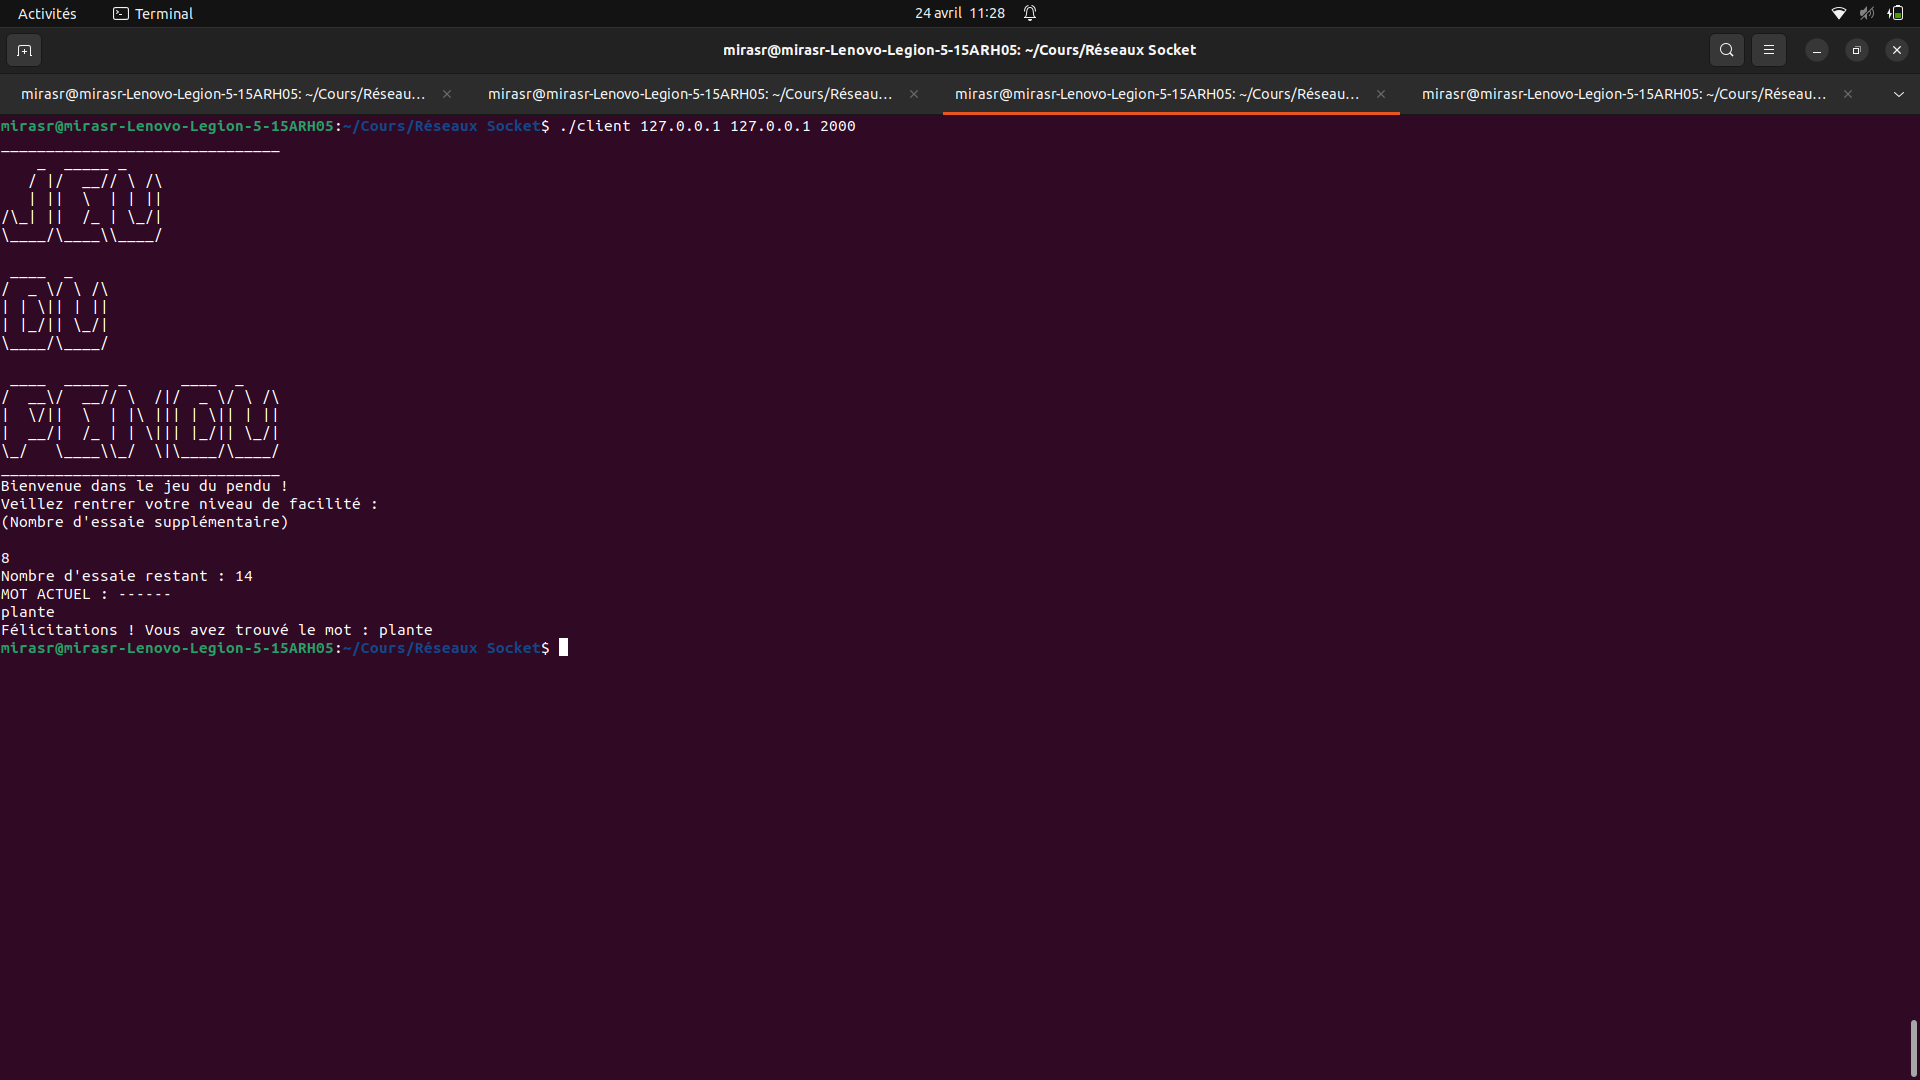 Activités Terminal 24 avril 11:28
mirasr@mirasr-Lenovo-Legion-5-15ARH05: ~/Cours/Réseaux Socket
mirasr@mirasr-Lenovo-Legion-5-15ARH05: ~/Cours/Réseau… mirasr@mirasr-Lenovo-Legion-5-15ARH05: ~/Cours/Réseau… mirasr@mirasr-Lenovo-Legion-5-15ARH05: ~/Cours/Réseau… mirasr@mirasr-Lenovo-Legion-5-15ARH05: ~/Cours/Réseau…
mirasr@mirasr-Lenovo-Legion-5-15ARH05:~/Cours/Réseaux Socket$ ./client 127.0.0.1 127.0.0.1 2000
JEU
DU
PENDU
Bienvenue dans le jeu du pendu !
Veillez rentrer votre niveau de facilité :
(Nombre d'essaie supplémentaire)
8
Nombre d'essaie restant : 14
MOT ACTUEL : ------
plante
Félicitations ! Vous avez trouvé le mot : plante
mirasr@mirasr-Lenovo-Legion-5-15ARH05:~/Cours/Réseaux Socket$